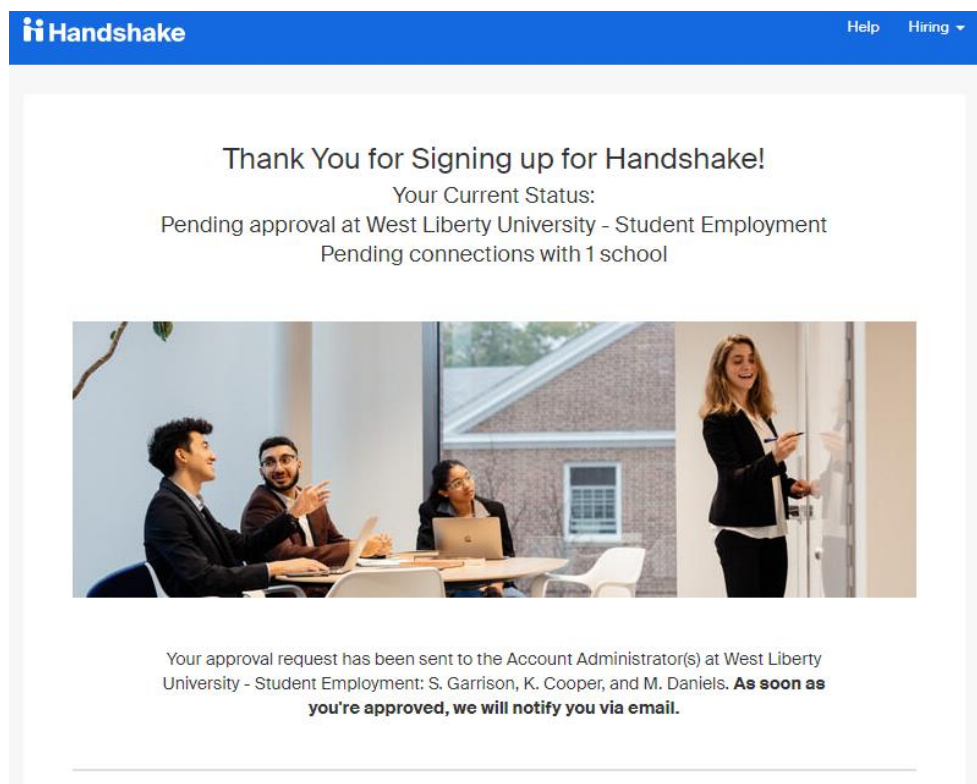 Handshake
Help Hiring
Thank You for Signing up for Handshake!
Your Current Status:
Pending approval at West Liberty University - Student Employment
Pending connections with 1 school
Your approval request has been sent to the Account Administrator(s) at West Liberty
University - Student Employment: S. Garrison, K. Cooper, and M. Daniels. As soon as
you're approved, we will notify you via email.